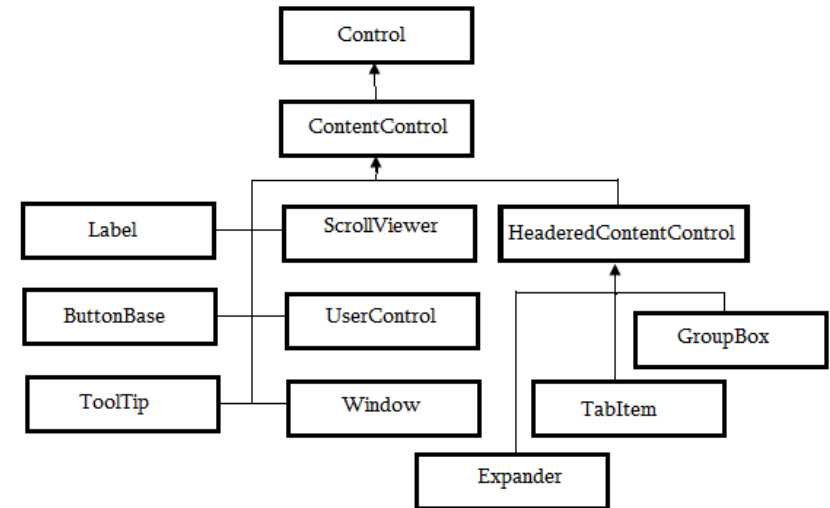 Control
ContentControl
Label
ScrollViewer
HeaderedContentControl
ButtonBase
UserControl
GroupBox
ToolTip
Window
TabItem
Expander